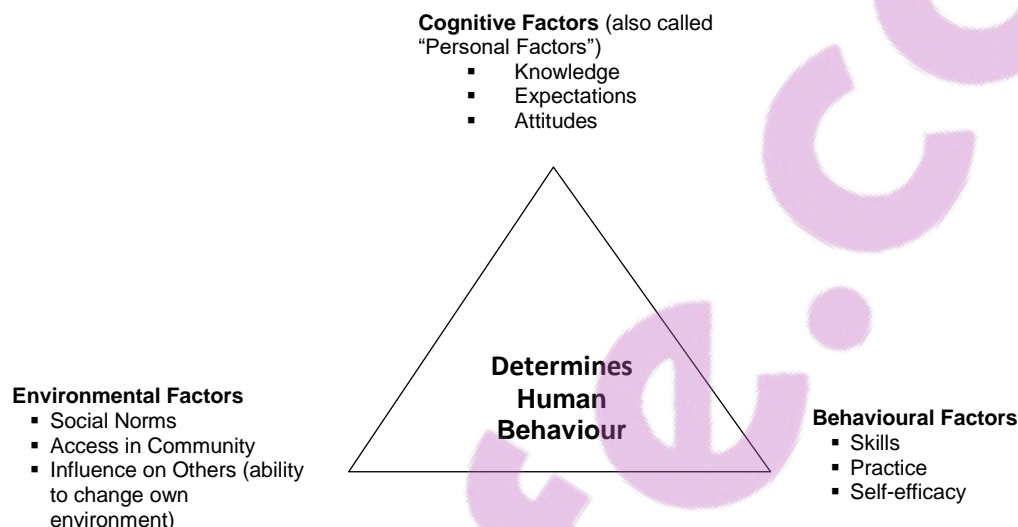 Cognitive Factors (also called
“Personal Factors”)
▪ Knowledge
▪ Expectations
▪ Attitudes
Determines
Human
Behaviour
Environmental Factors
▪ Social Norms
▪ Access in Community
▪ Influence on Others (ability
to change own
environment)
Behavioural Factors
▪ Skills
▪ Practice
▪ Self-efficacy